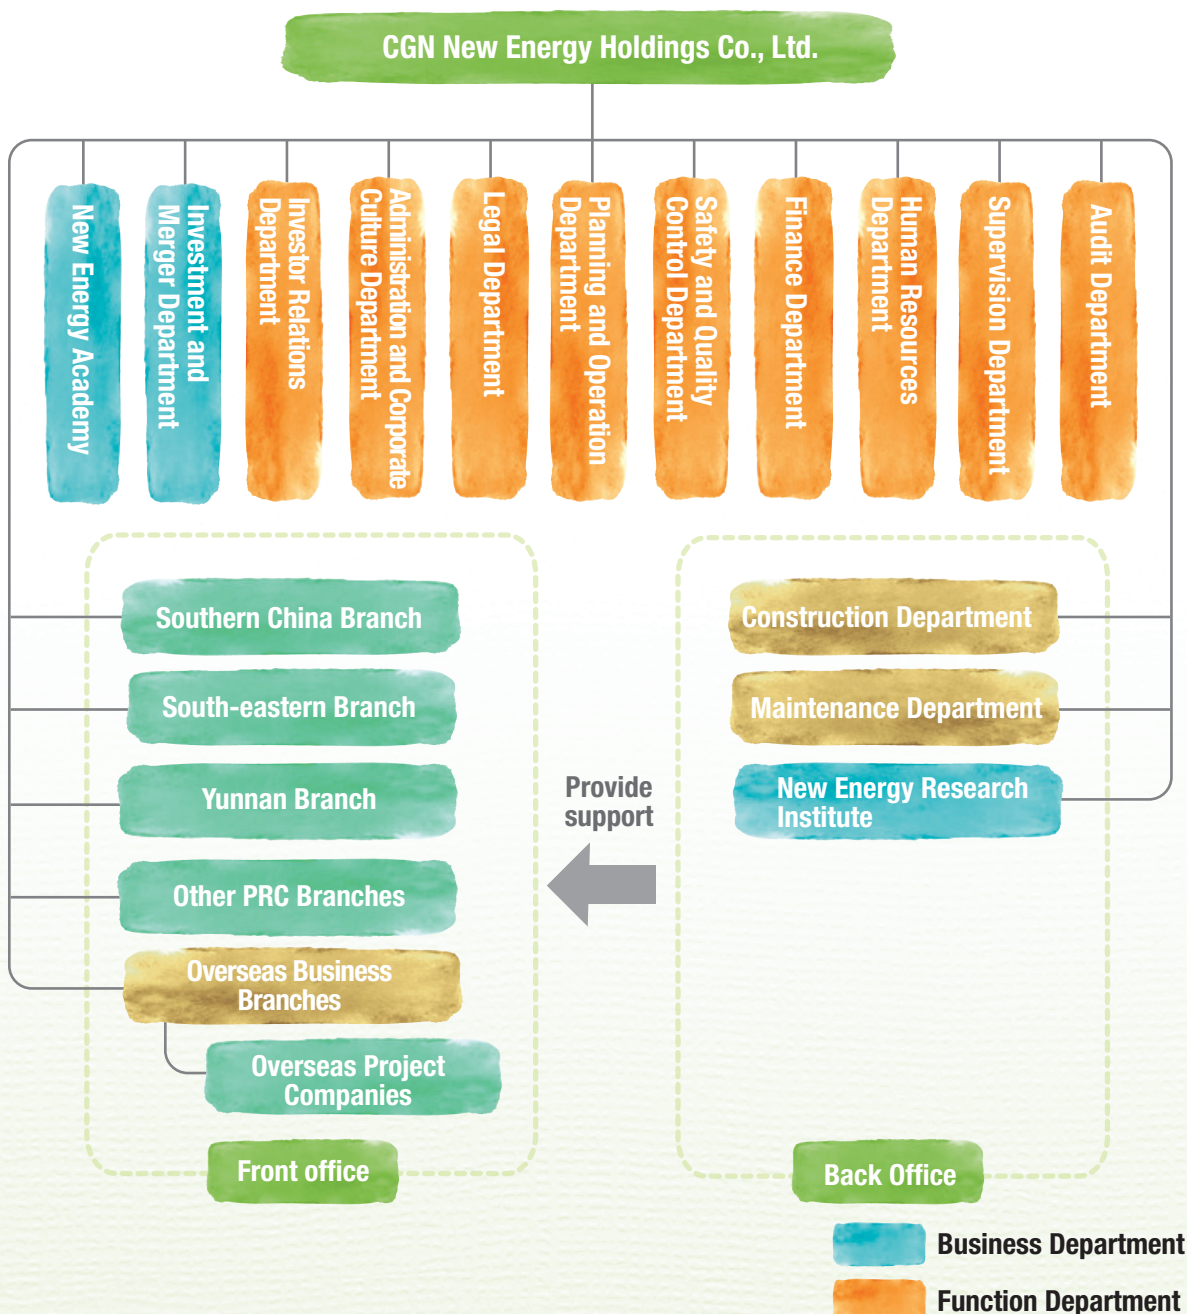 CGN New Energy Holdings Co., Ltd.
New Energy Academy
Investment and
Merger Department
Investor Relations
Department
Administration and Corporate
Culture Department
Legal Department
Planning and Operation
Department
Safety and Quality
Control Department
Finance Department
Human Resources
Department
Supervision Department
Audit Department
Southern China Branch
South-eastern Branch
Yunnan Branch
Other PRC Branches
Overseas Business
Branches
Overseas Project
Companies
Front office
Provide
support
Construction Department
Maintenance Department
New Energy Research
Institute
Back Office
Business Department
Function Department